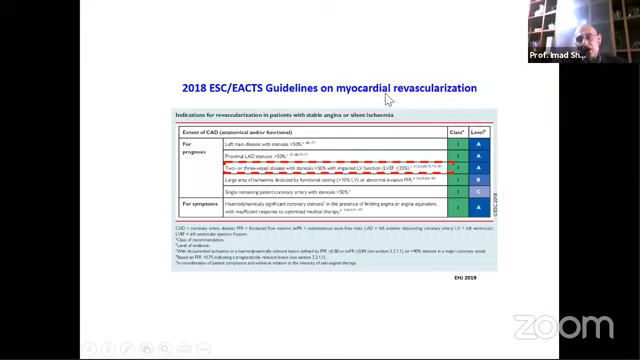 Prof. Imad Sh...
2018 ESC/EACTS Guidelines on myocardial revascularization
Indications for revascularization in patients with stable angina or silent ischaemia
Extent of CAD (anatomical and/or functional) Class Level
For prognosis Left main disease with stenosis >50%. I A
Proximal LAD stenosis >50% I A
Two- or three-vessel disease with stenosis >50% with impaired LV function (LVEF ≤35%) I A
Large area of ischaemia detected by functional testing (>10% LV) or abnormal invasive FFR. I B
Single remaining patent coronary artery with stenosis >50%. I C
For symptoms Haemodynamically significant coronary stenosis in the presence of limiting angina or angina equivalent, with insufficient response to optimized medical therapy. I A
©ESC 2018
CAD = coronary artery disease; FFR = fractional flow reserve; iwFR = instantaneous wave-free ratio; LAD = left anterior descending coronary artery; LV = left ventricular;
LVEF = left ventricular ejection fraction.
Class of recommendation.
Level of evidence.
With documented ischaemia or a haemodynamically relevant lesion defined by FFR ≤0.80 or iwFR ≤0.89 (see section 3.2.1.1), or >90% stenosis in a major coronary vessel.
Based on FFR <0.75 indicating a prognostically relevant lesion (see section 3.2.1.1).
In consideration of patient compliance and wishes in relation to the intensity of anti-anginal therapy.
EHJ 2019
zoom